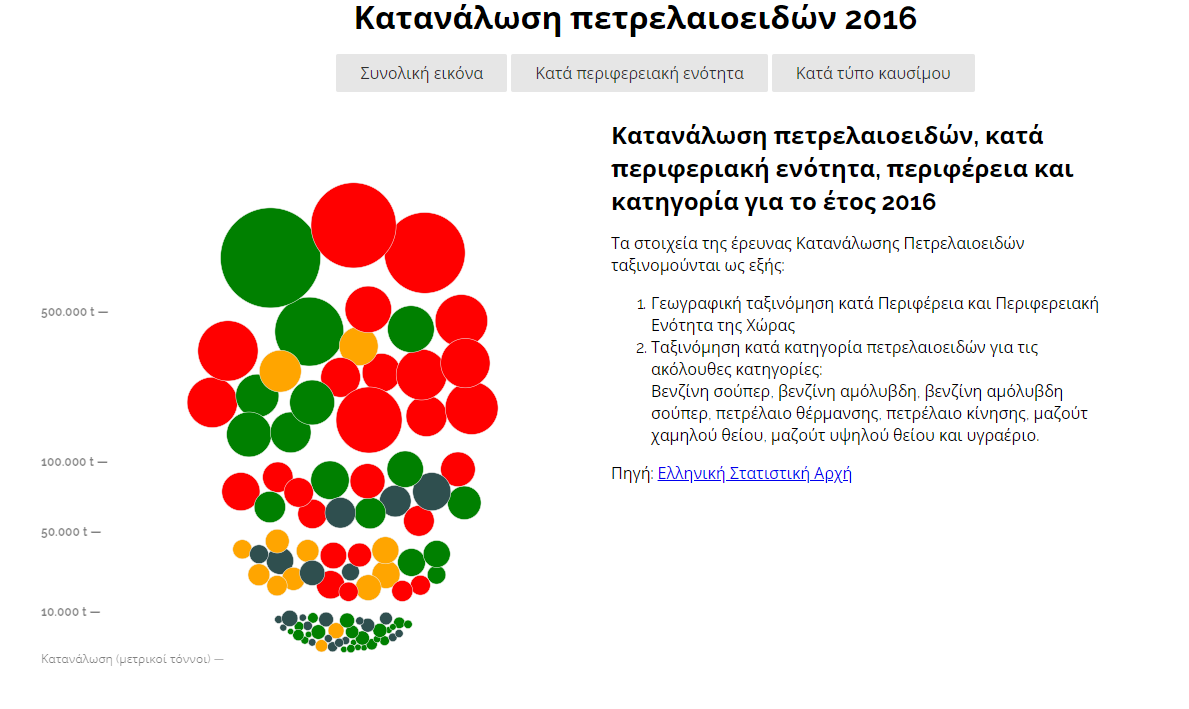 Κατανάλωση πετρελαιοειδών 2016
Συνολική εικόνα
Κατά περιφερειακή ενότητα
Κατά τύπο καυσίμου
Κατανάλωση πετρελαιοειδών, κατά
περιφεριακή ενότητα, περιφέρεια και
κατηγορία για το έτος 2016
Τα στοιχεία της έρευνας Κατανάλωσης Πετρελαιοειδών
ταξινομούνται ως εξής:
1. Γεωγραφική ταξινόμηση κατά Περιφέρεια και Περιφερειακή
Ενότητα της Χώρας
2. Ταξινόμηση κατά κατηγορία πετρελαιοειδών για τις
ακόλουθες κατηγορίες:
Βενζίνη σούπερ, βενζίνη αμόλυβδη, βενζίνη αμόλυβδη
σούπερ, πετρέλαιο θέρμανσης, πετρέλαιο κίνησης, μαζούτ
χαμηλού θείου, μαζούτ υψηλού θείου και υγραέριο.
Πηγή: Ελληνική Στατιστική Αρχή
500.000 t —
100.000 t —
50.000 t —
10.000 t —
Κατανάλωση (μετρικοί τόννοι) —